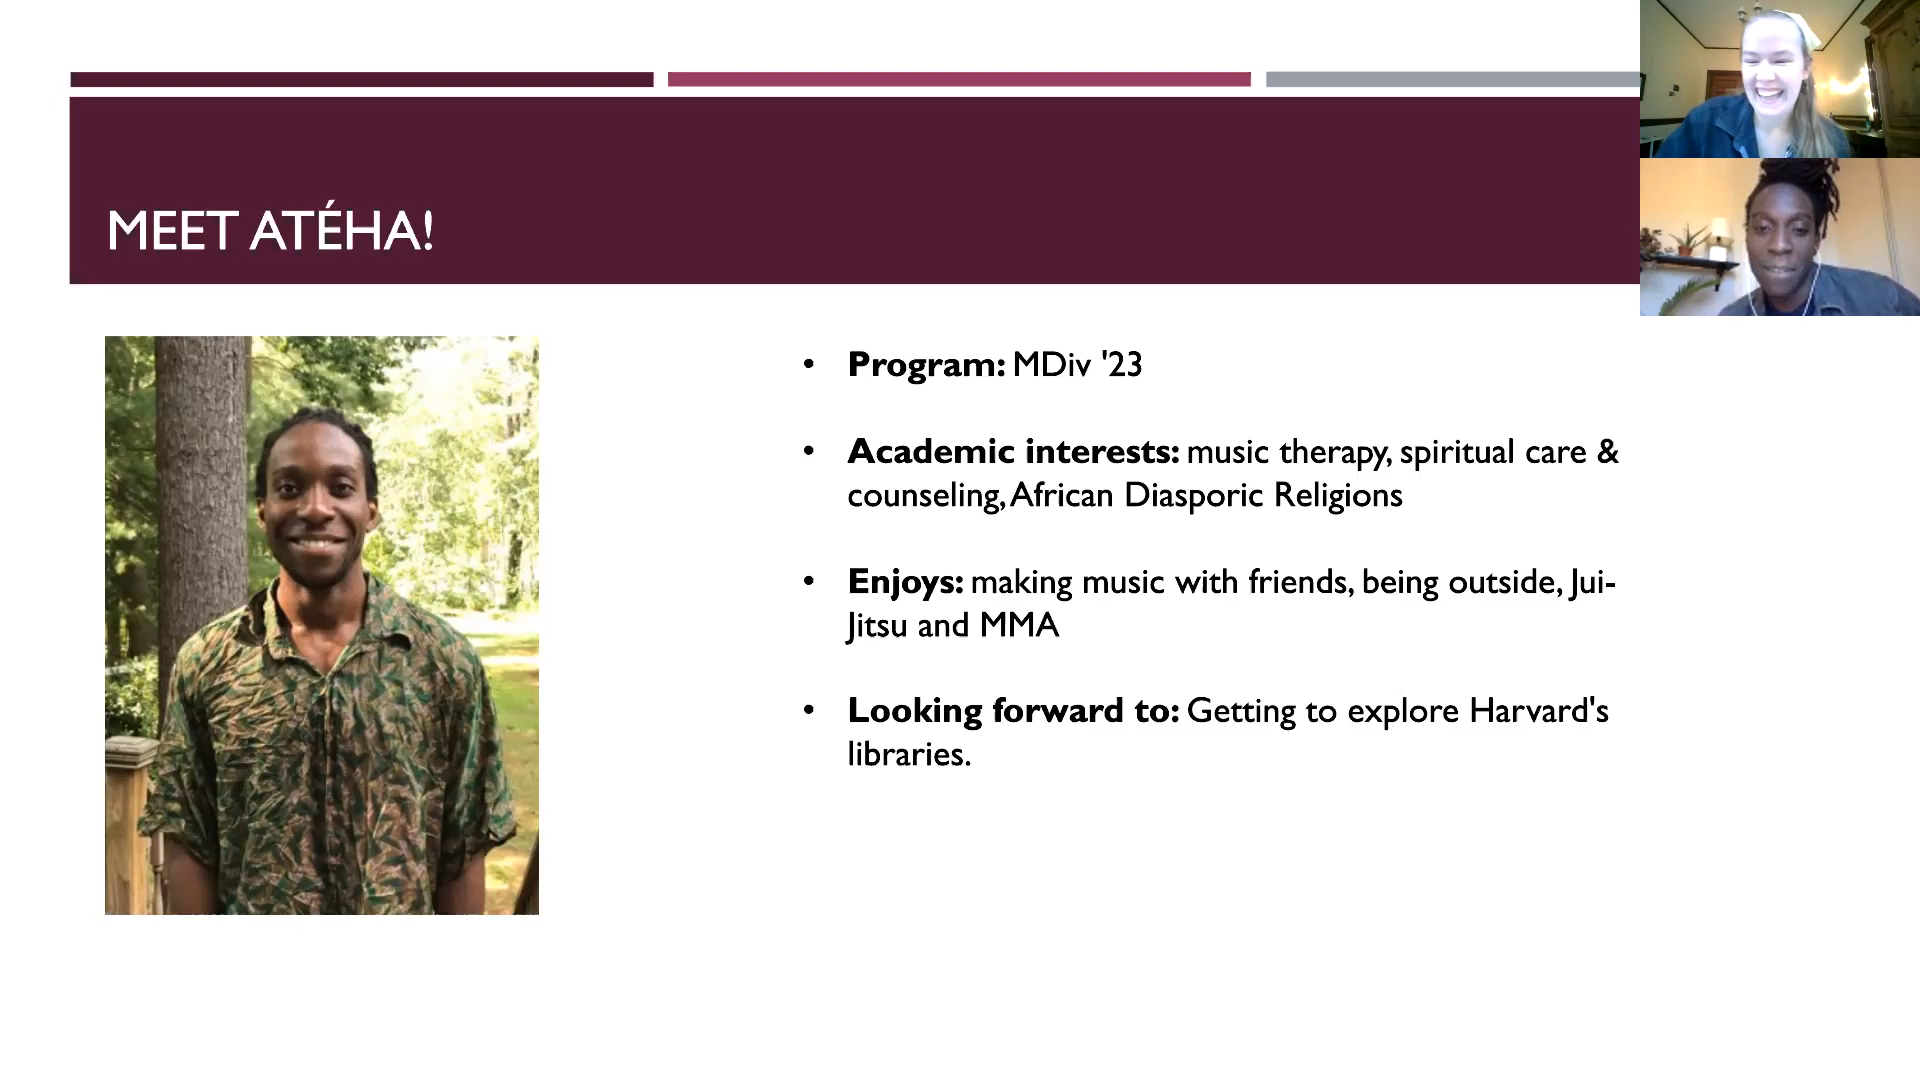 MEET ATÉHA!
• Program: MDiv '23
• Academic interests: music therapy, spiritual care &
counseling, African Diasporic Religions
• Enjoys: making music with friends, being outside, Jui-
Jitsu and MMA
• Looking forward to: Getting to explore Harvard's
libraries.